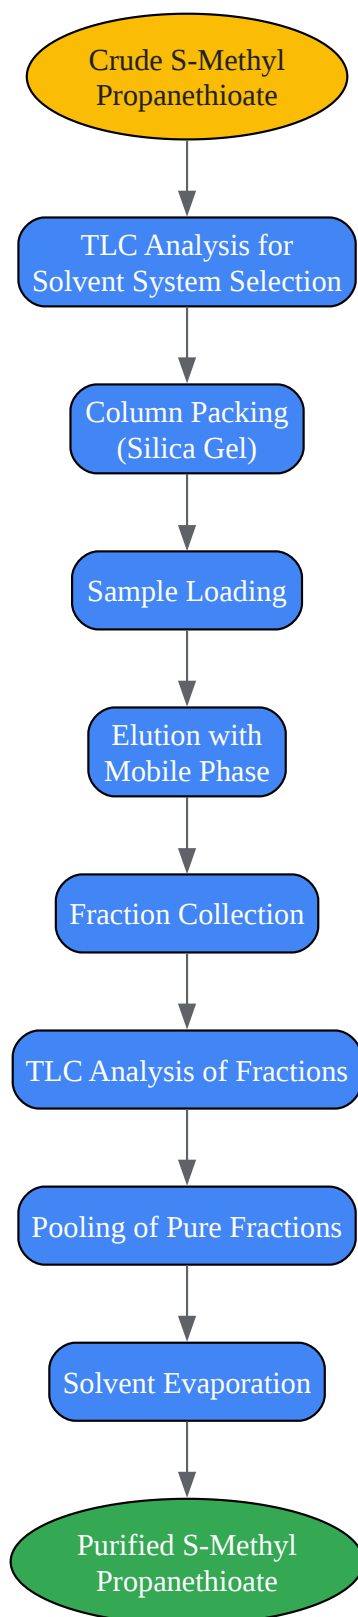 Crude S-Methyl
Propanethioate
TLC Analysis for
Solvent System Selection
Column Packing
(Silica Gel)
Sample Loading
Elution with
Mobile Phase
Fraction Collection
TLC Analysis of Fractions
Pooling of Pure Fractions
Solvent Evaporation
Purified S-Methyl
Propanethioate